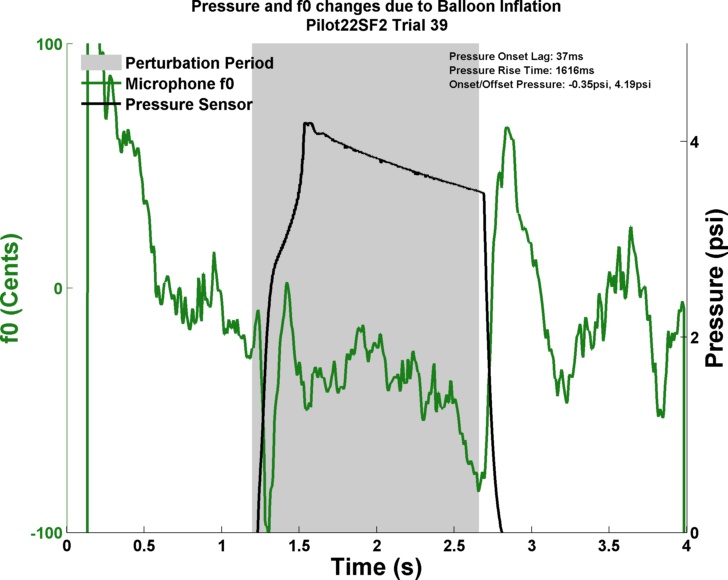 Pressure and f0 changes due to Balloon Inflation
Pilot22SF2 Trial 39
Perturbation Period
Microphone f0
Pressure Sensor
Pressure Onset Lag: 37ms
Pressure Rise Time: 1616ms
Onset/Offset Pressure: -0.35psi, 4.19psi
100
0
-100
f0 (Cents)
4
2
0
Pressure (psi)
0 0.5 1 1.5 2 2.5 3 3.5 4
Time (s)